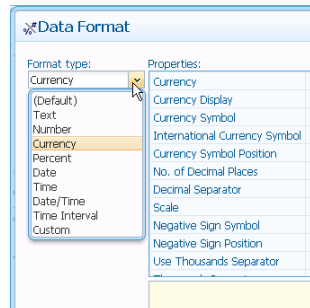 Data Format
Format type:
Currency
(Default)
Text
Number
Currency
Percent
Date
Time
Date/Time
Time Interval
Custom
Properties:
Currency
Currency Display
Currency Symbol
International Currency Symbol
Currency Symbol Position
No. of Decimal Places
Decimal Separator
Scale
Negative Sign Symbol
Negative Sign Position
Use Thousands Separator